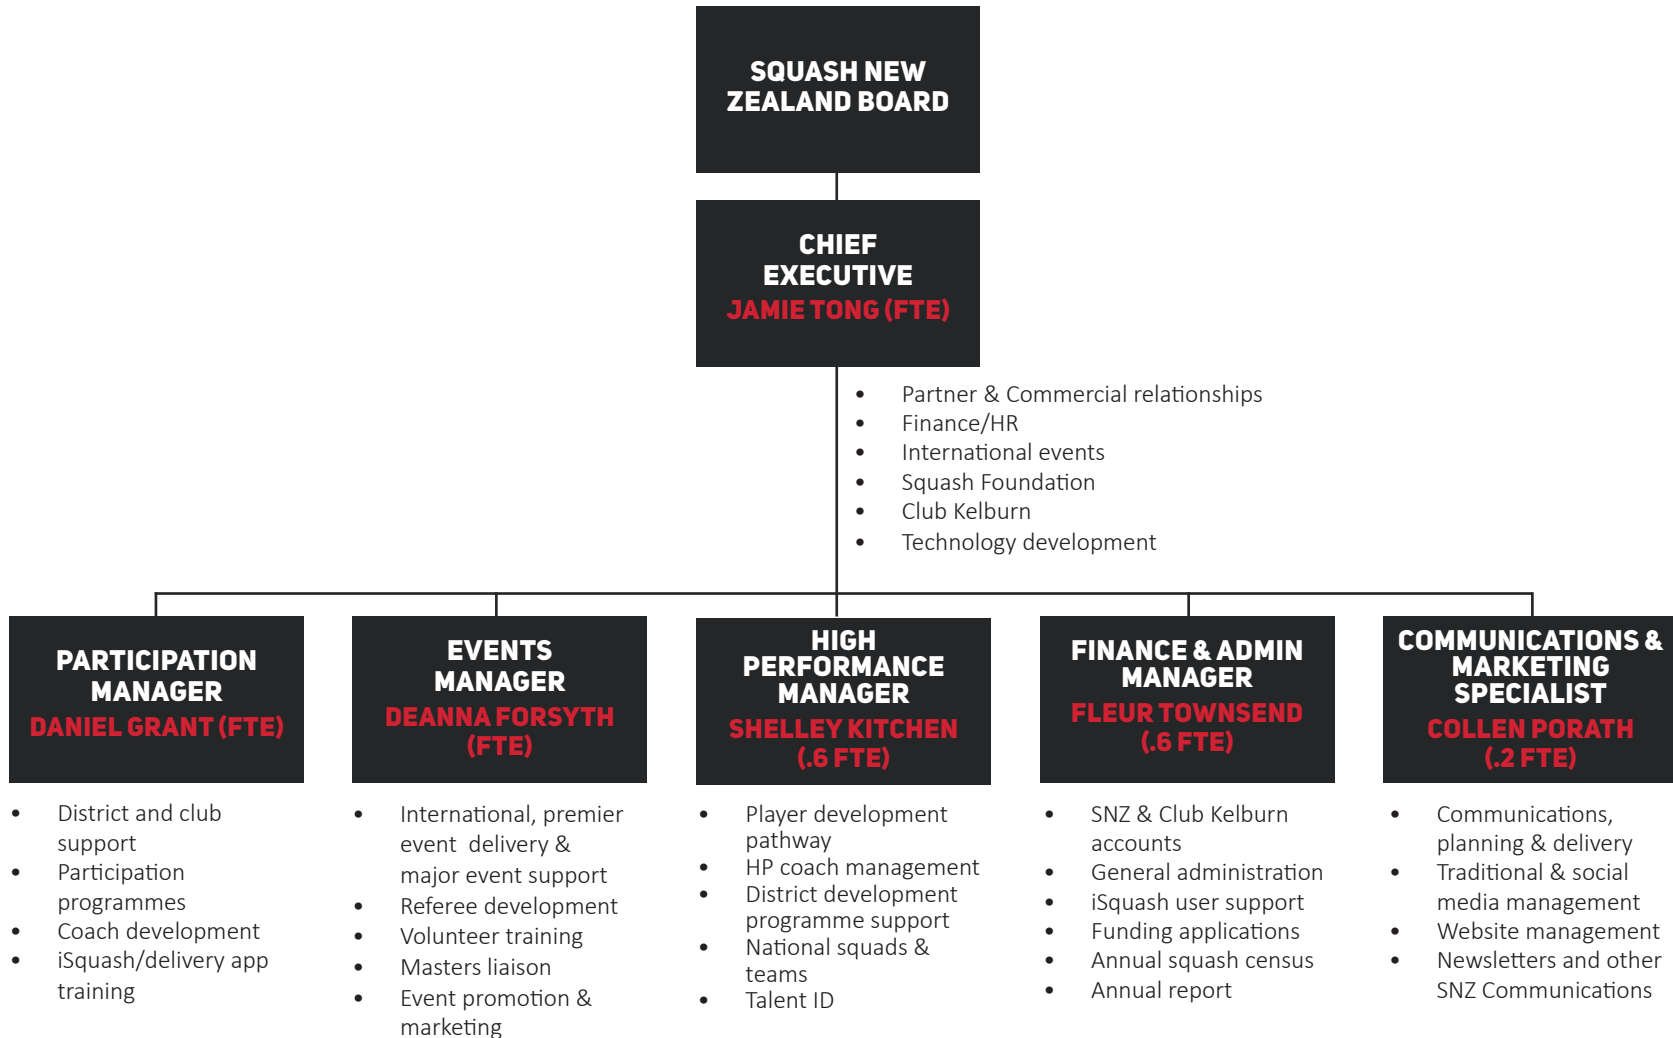 SQUASH NEW
ZEALAND BOARD
CHIEF
EXECUTIVE
JAMIE TONG (FTE)
• Partner & Commercial relationships
• Finance/HR
• International events
• Squash Foundation
• Club Kelburn
• Technology development
PARTICIPATION
MANAGER
DANIEL GRANT (FTE)
• District and club
support
• Participation
programmes
• Coach development
• iSquash/delivery app
training
EVENTS
MANAGER
DEANNA FORSYTH
(FTE)
• International, premier
event delivery &
major event support
• Referee development
• Volunteer training
• Masters liaison
• Event promotion &
marketing
HIGH
PERFORMANCE
MANAGER
SHELLEY KITCHEN
(.6 FTE)
• Player development
pathway
• HP coach management
• District development
programme support
• National squads &
teams
• Talent ID
FINANCE & ADMIN
MANAGER
FLEUR TOWNSEND
(.6 FTE)
• SNZ & Club Kelburn
accounts
• General administration
• iSquash user support
• Funding applications
• Annual squash census
• Annual report
COMMUNICATIONS &
MARKETING
SPECIALIST
COLLEN PORATH
(.2 FTE)
• Communications,
planning & delivery
• Traditional & social
media management
• Website management
• Newsletters and other
SNZ Communications